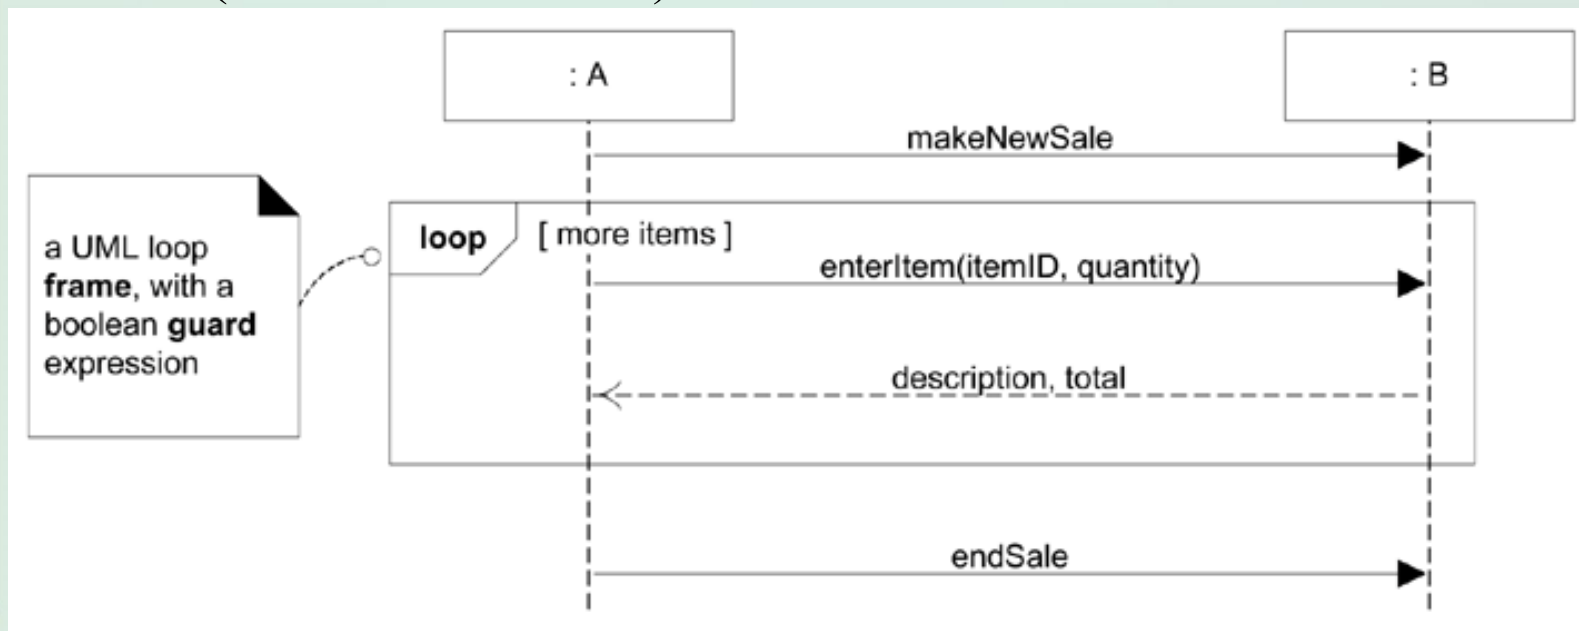 : A
: B
makeNewSale
a UML loop
frame, with a
boolean guard
expression
loop
[ more items ]
enterItem(itemID, quantity)
description, total
endSale